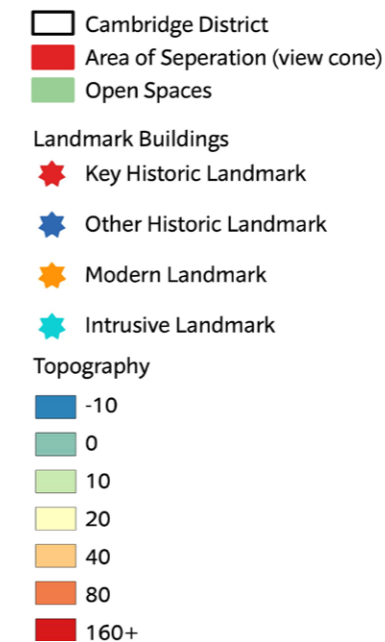 Cambridge District
Area of Seperation (view cone)
Open Spaces
Landmark Buildings
Key Historic Landmark
Other Historic Landmark
Modern Landmark
Intrusive Landmark
Topography
-10
0
10
20
40
80
160+